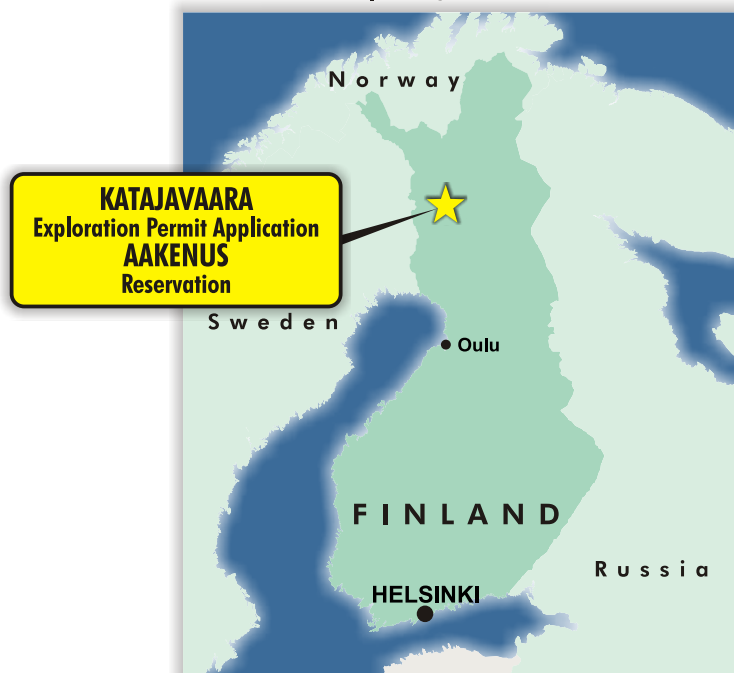 Norway
KATAJAVAARA
Exploration Permit Application
AAKENUS
Reservation
Sweden
Oulu
FINLAND
Russia
HELSINKI